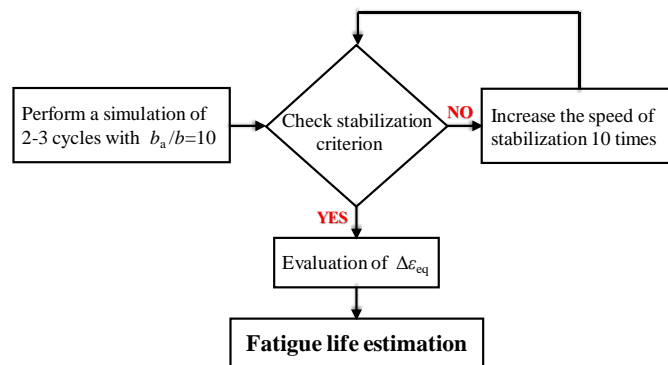 Perform a simulation of
2-3 cycles with b_a/b=10
Check stabilization
criterion
NO
Increase the speed of
stabilization 10 times
YES
Evaluation of Δε_eq
Fatigue life estimation